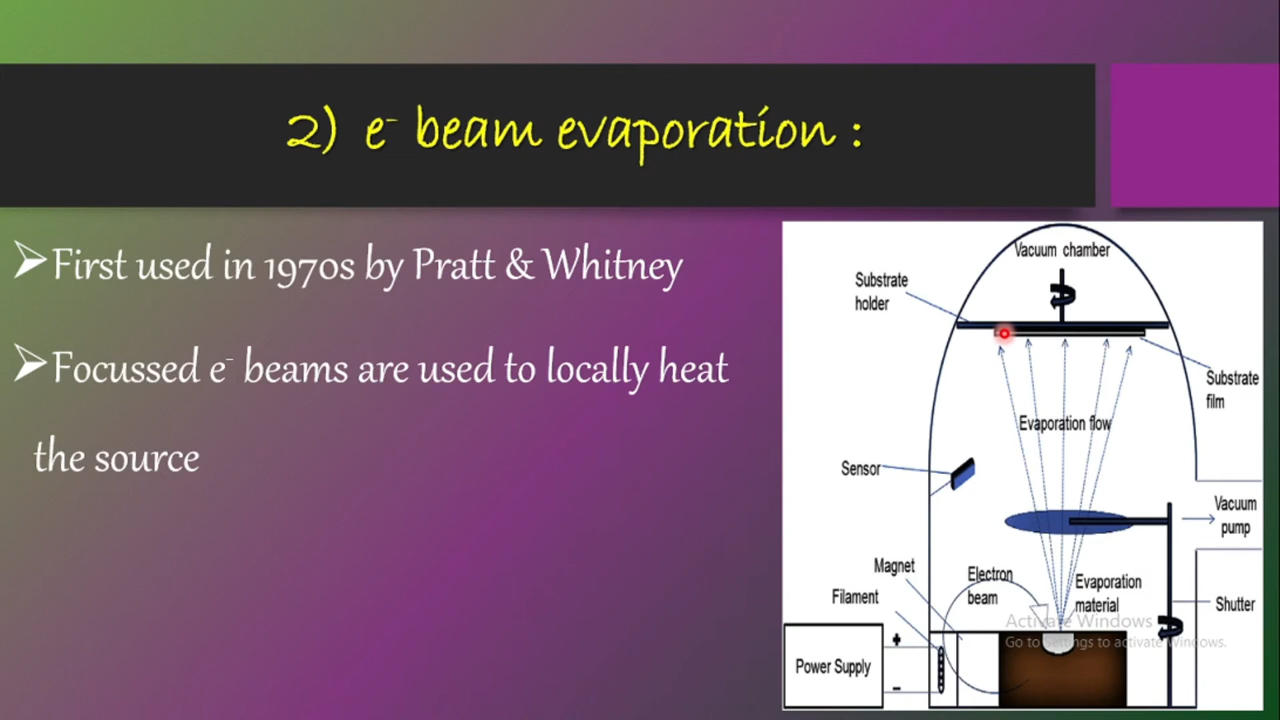 2) e⁻ beam evaporation :
➢First used in 1970s by Pratt & Whitney
➢Focussed e⁻ beams are used to locally heat
the source
Vacuum chamber
Substrate
holder
Substrate
film
Evaporation flow
Sensor
Vacuum
pump
Magnet
Electron
beam
Evaporation
material
Filament
Shutter
Power Supply
+
−
Activate Windows
Go to Settings to activate Windows.